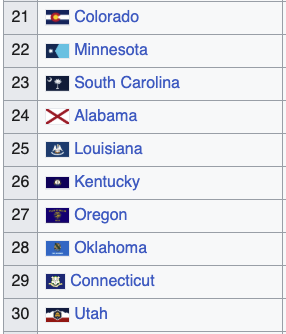 21 Colorado
22 Minnesota
23 South Carolina
24 Alabama
25 Louisiana
26 Kentucky
27 Oregon
28 Oklahoma
29 Connecticut
30 Utah